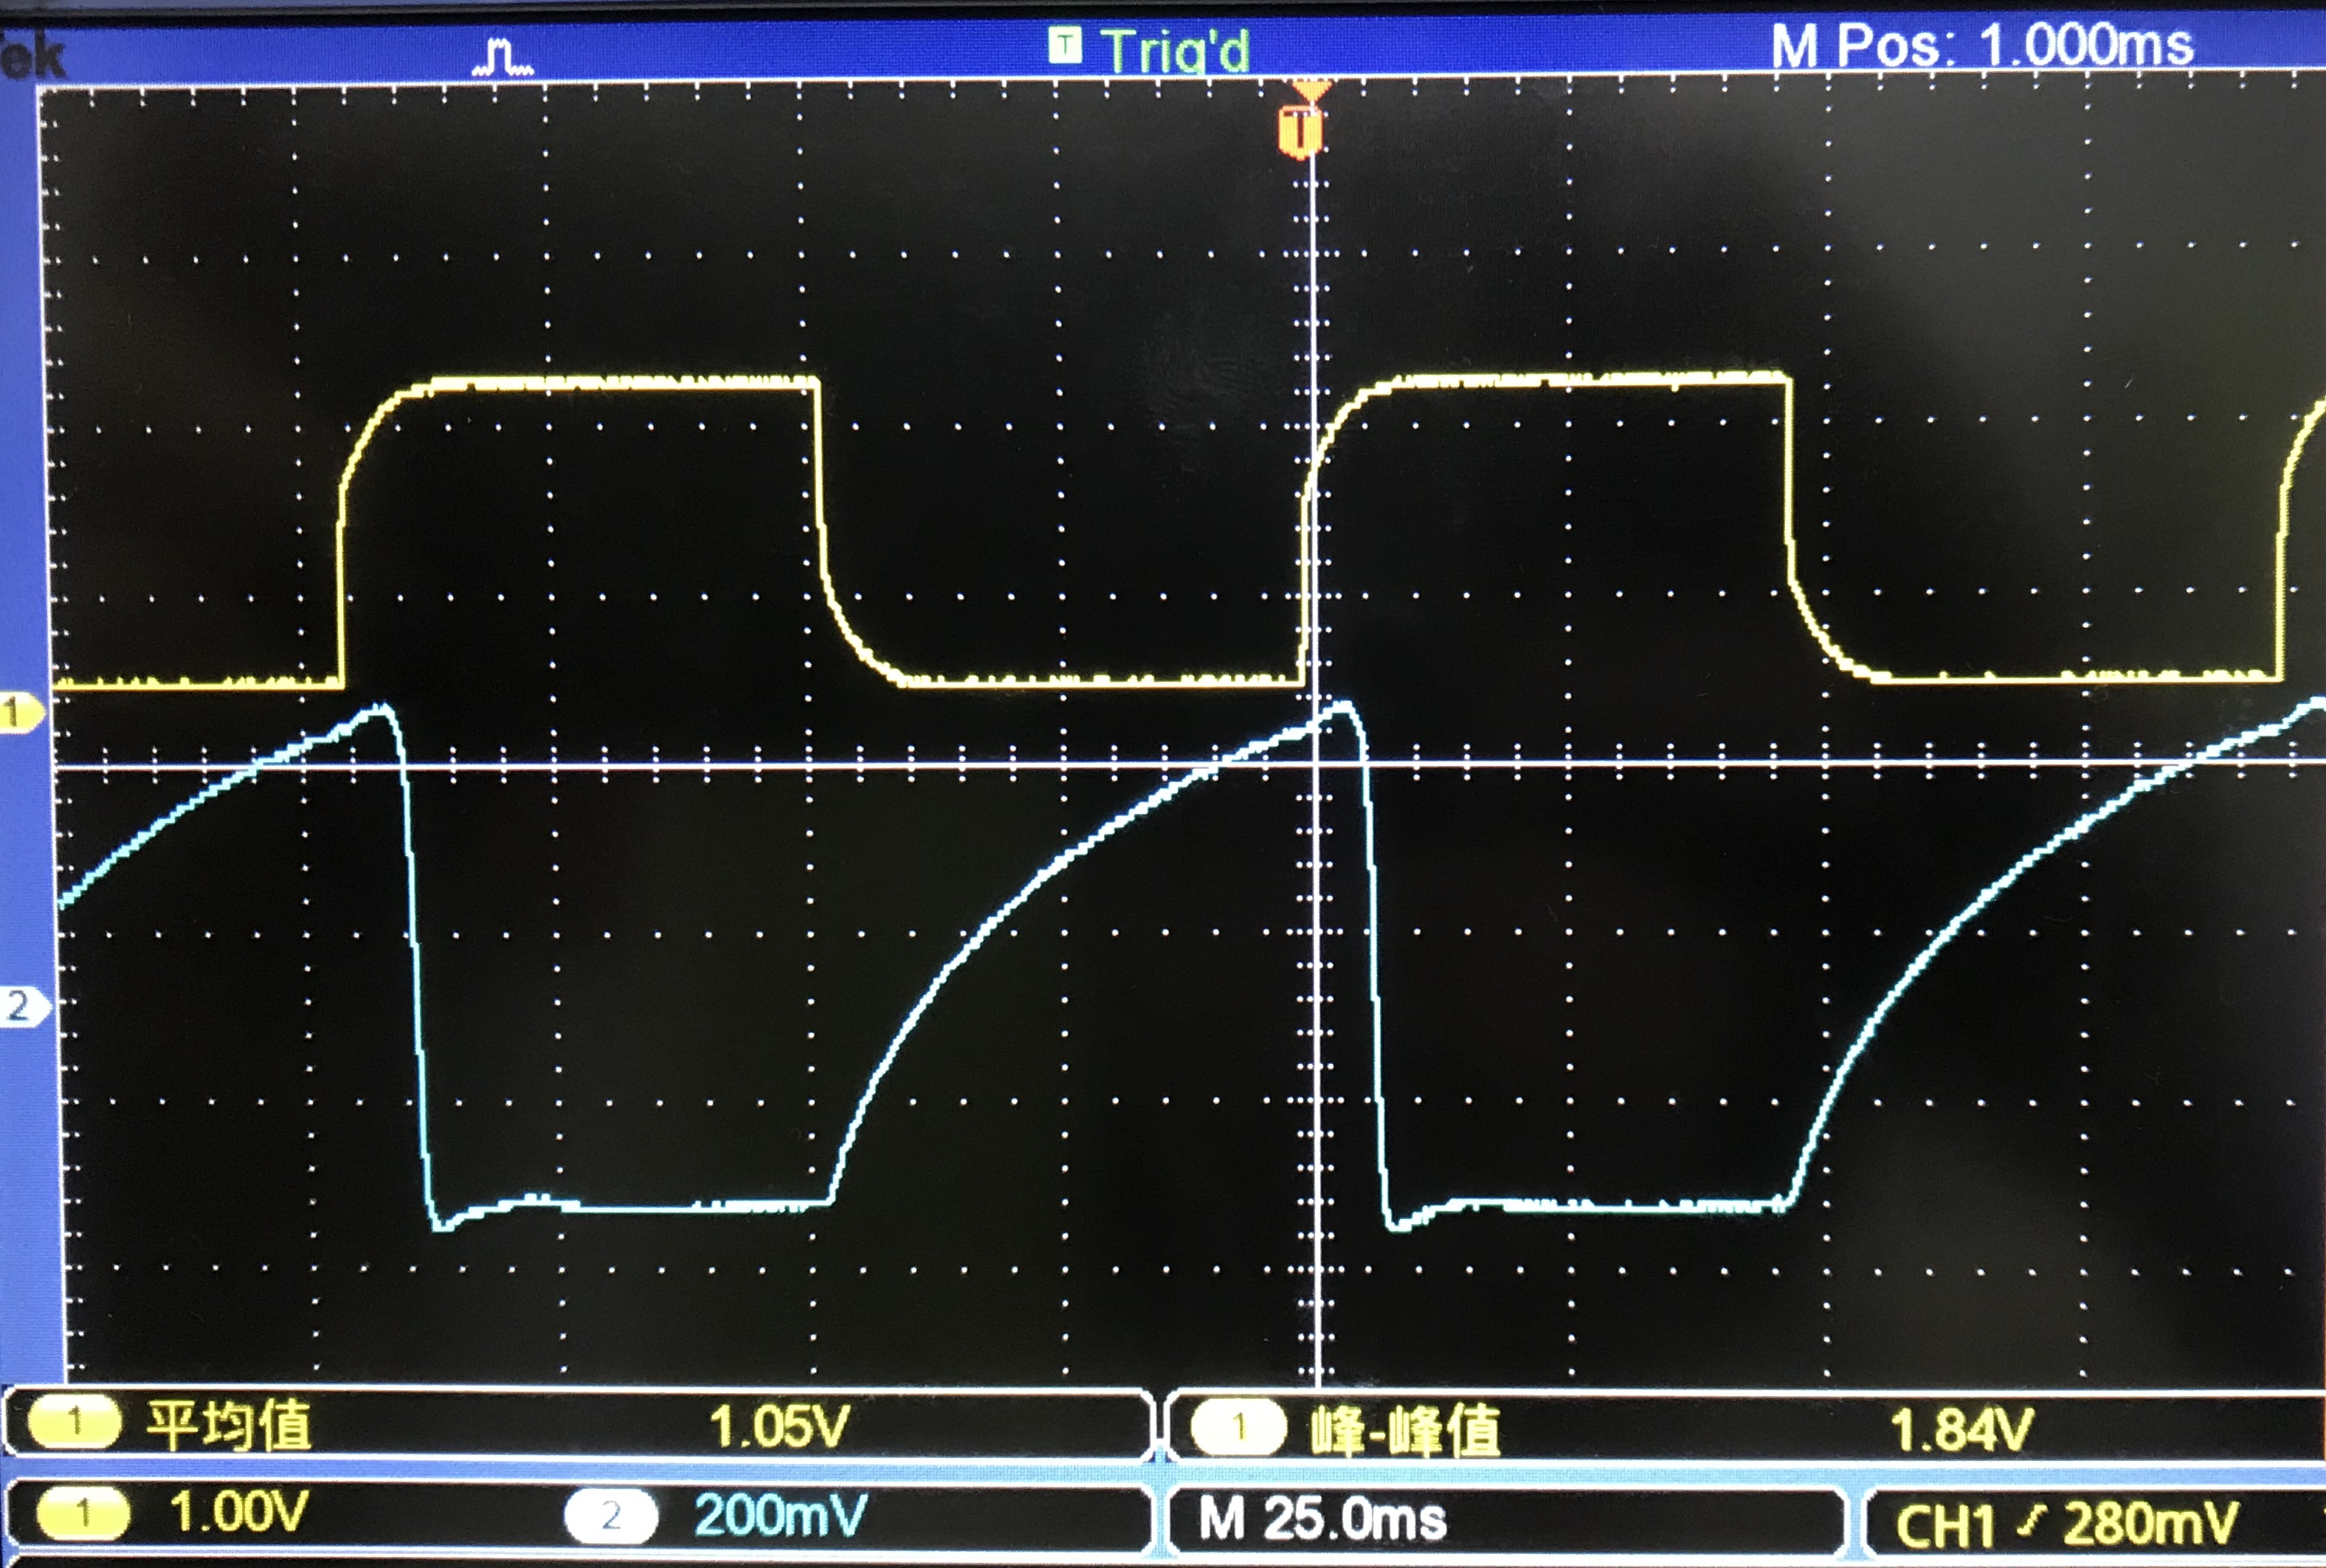 ek T Trig'd M Pos: 1.000ms
T
1
2
1 平均值 1.05V 1 峰-峰值 1.84V
1 1.00V 2 200mV M 25.0ms CH1 280mV